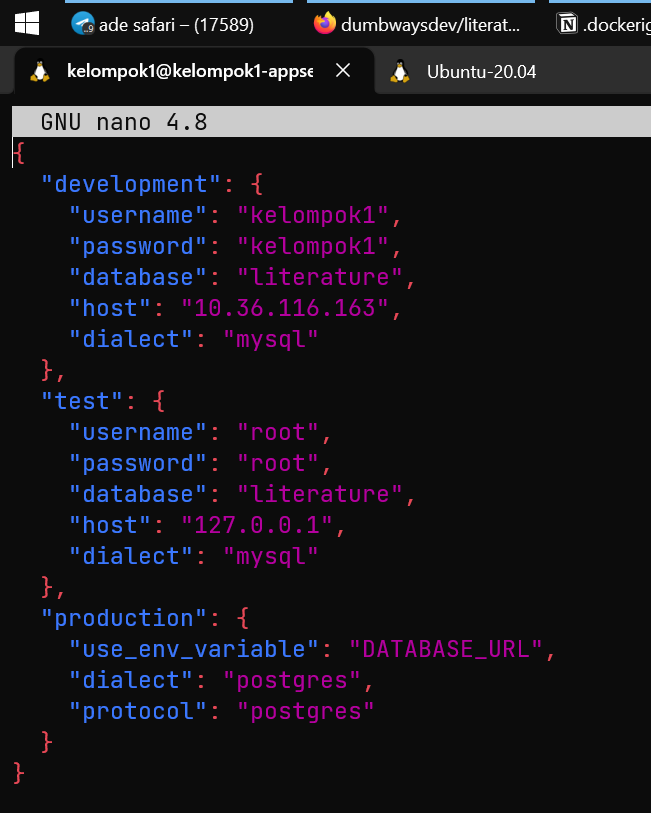 ade safari – (17589)
dumbwaysdev/literat...
.dockerig
kelompok1@kelompok1-appse
Ubuntu-20.04
GNU nano 4.8
{
"development": {
"username": "kelompok1",
"password": "kelompok1",
"database": "literature",
"host": "10.36.116.163",
"dialect": "mysql"
},
"test": {
"username": "root",
"password": "root",
"database": "literature",
"host": "127.0.0.1",
"dialect": "mysql"
},
"production": {
"use_env_variable": "DATABASE_URL",
"dialect": "postgres",
"protocol": "postgres"
}
}